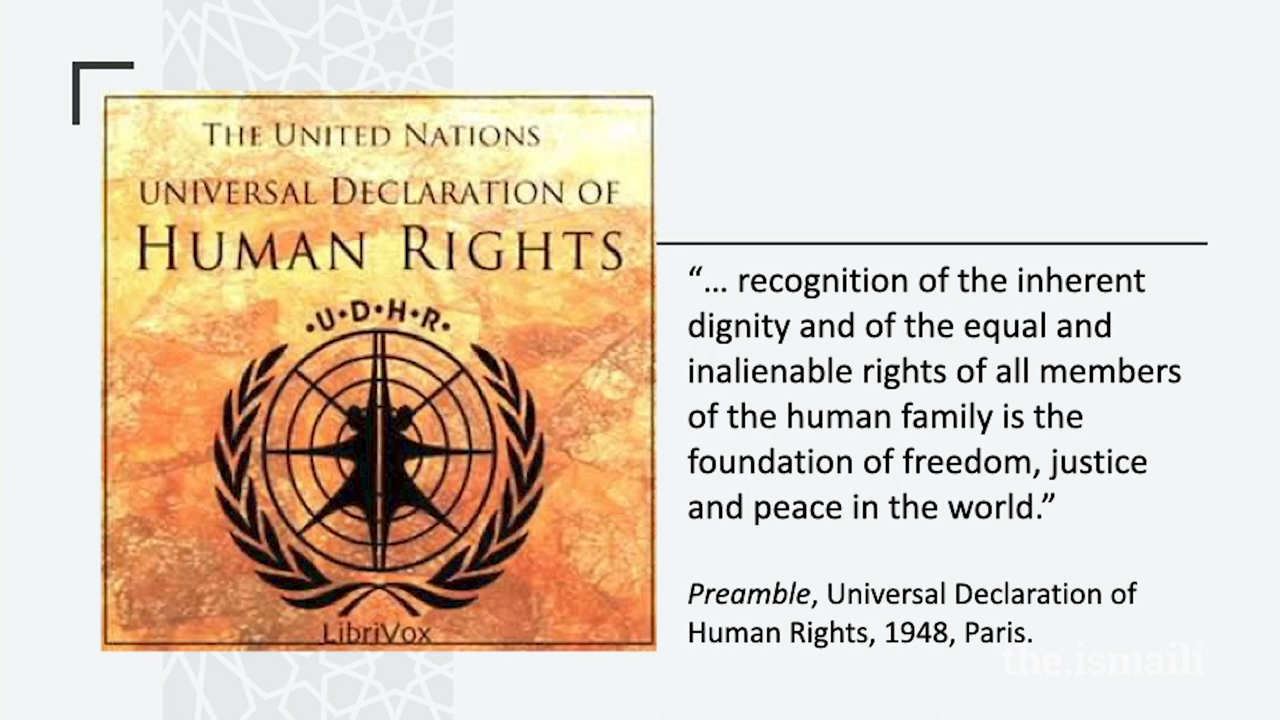 THE UNITED NATIONS
UNIVERSAL DECLARATION OF
HUMAN RIGHTS
•U•D•H•R•
LibriVox
“... recognition of the inherent
dignity and of the equal and
inalienable rights of all members
of the human family is the
foundation of freedom, justice
and peace in the world.”
Preamble, Universal Declaration of
Human Rights, 1948, Paris.
the.ismaili